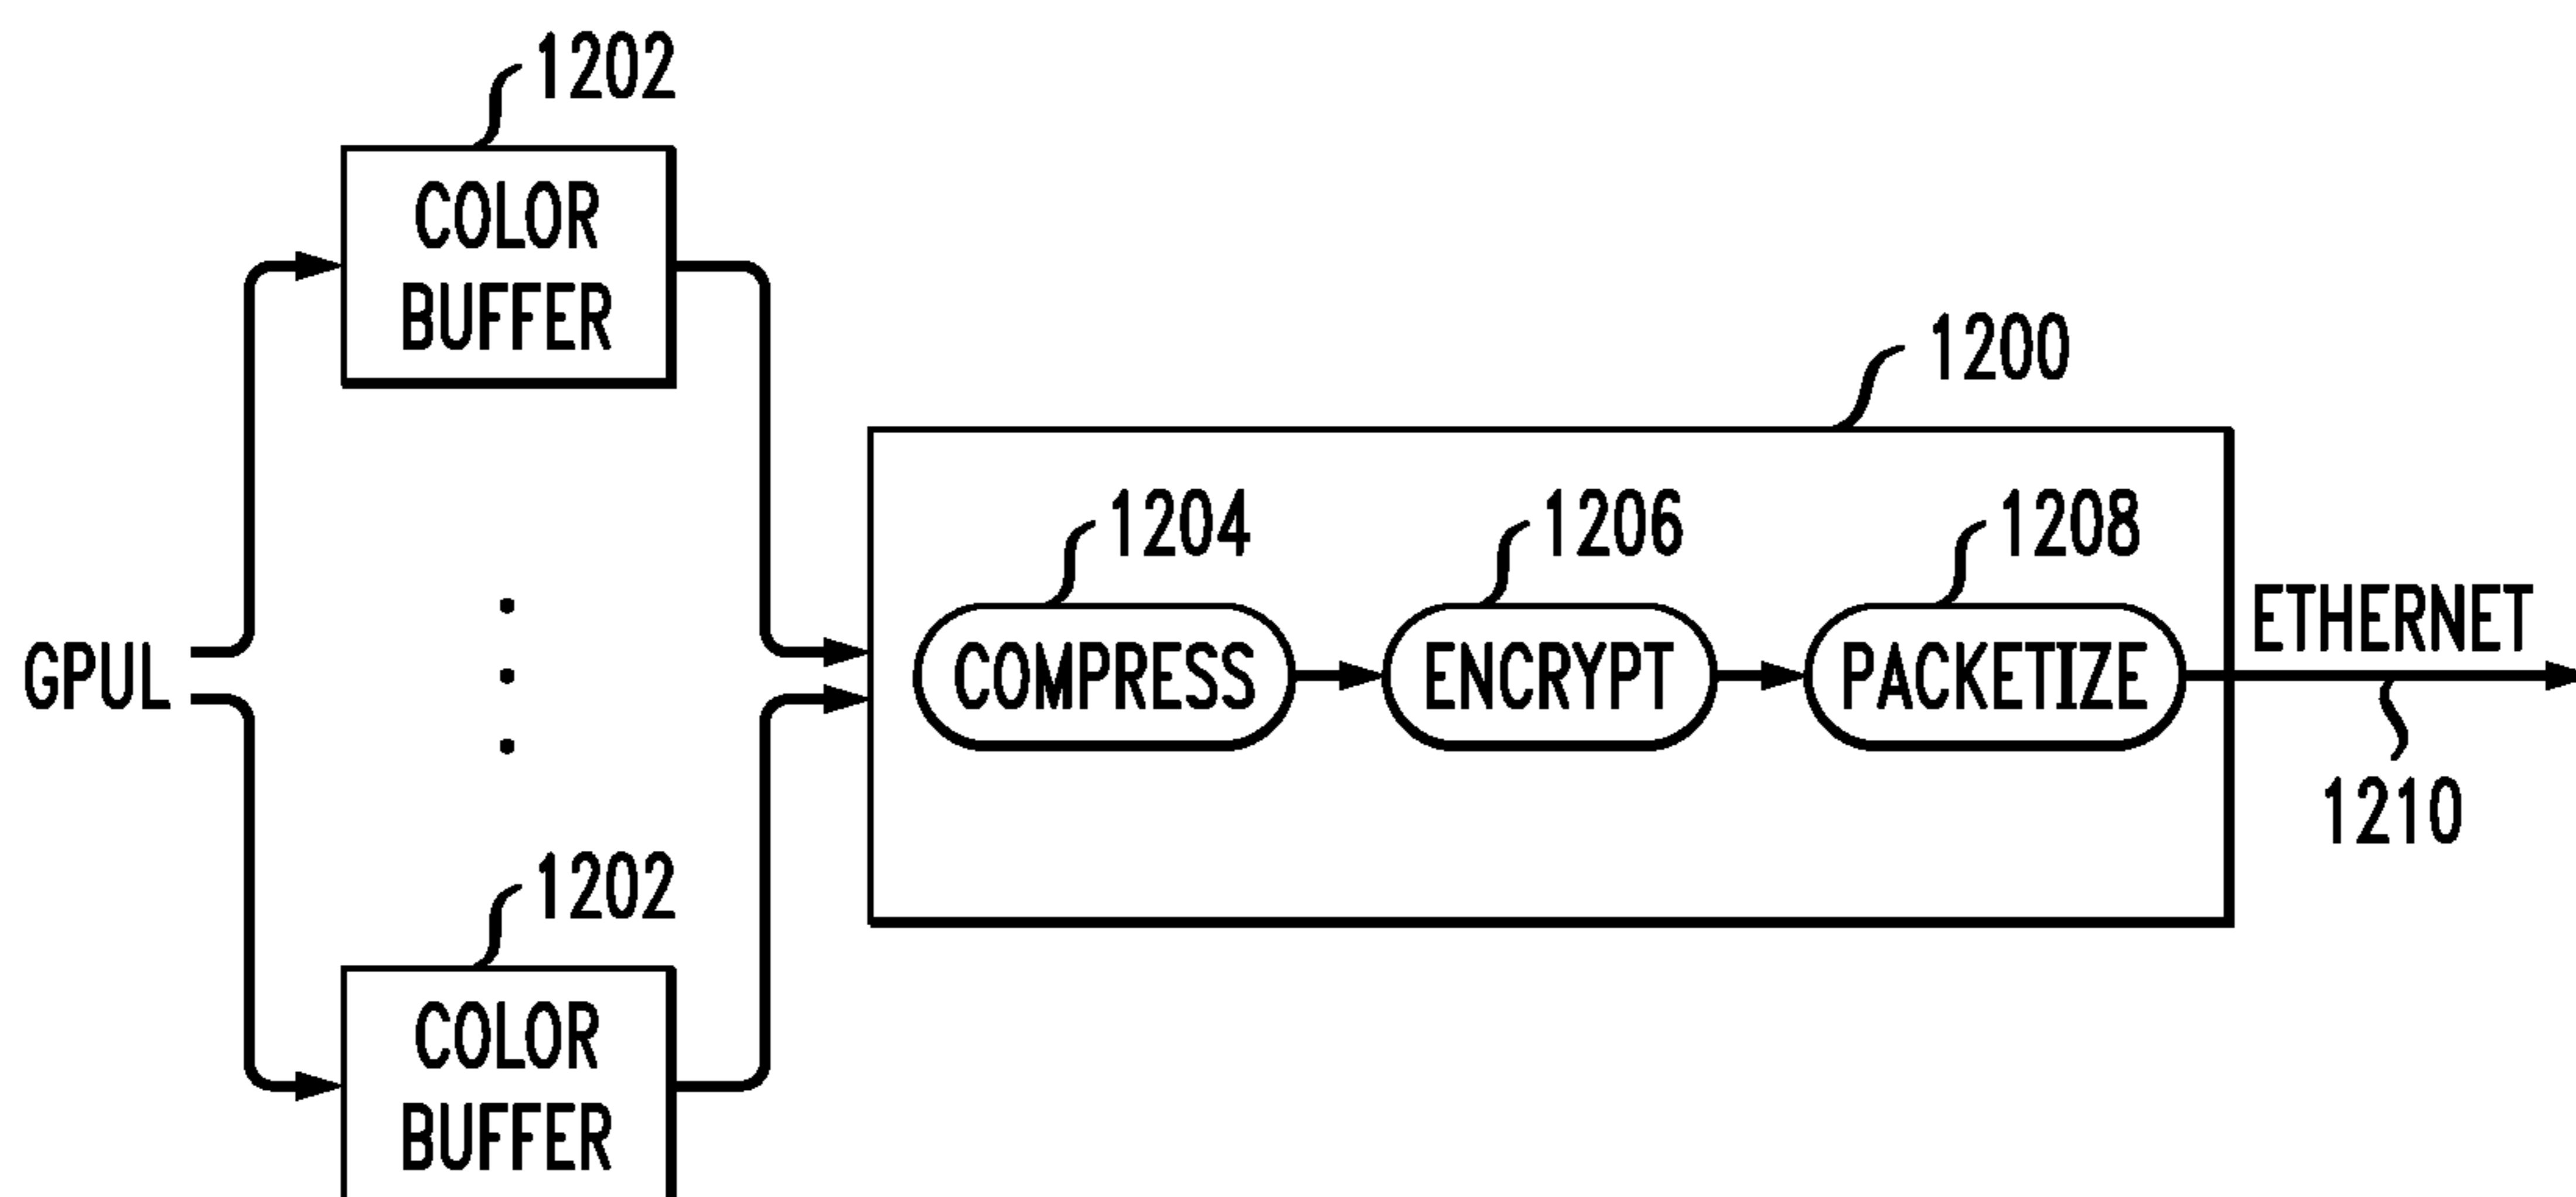 1202
COLOR
BUFFER
1200
1204
1206
1208
COMPRESS
ENCRYPT
PACKETIZE
ETHERNET
1210
GPUL
1202
COLOR
BUFFER